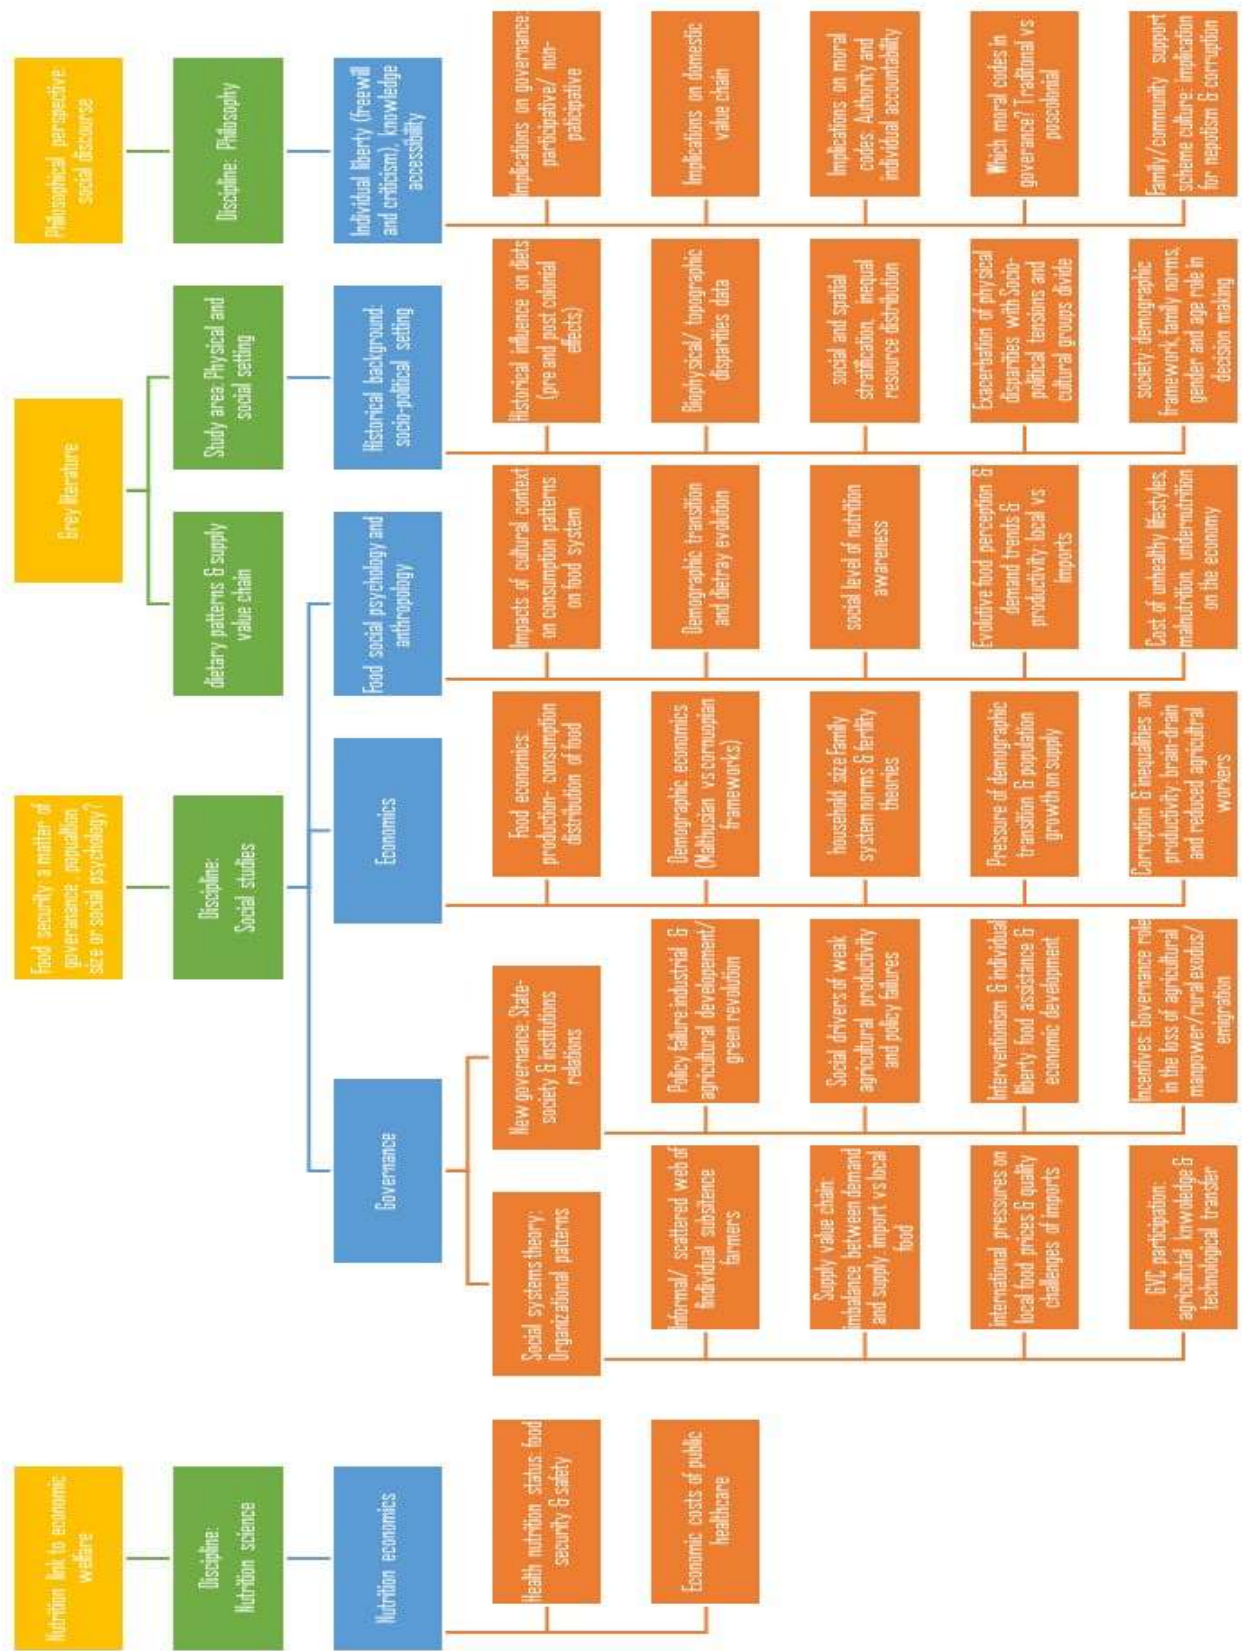 Nutrition link to economic
welfare
Discipline:
Nutrition science
Nutrition economics
Health nutrition status: food
security & safety
Economic costs of public
healthcare
Food security a matter of
goveranance, population
size or social psychology?
Discipline:
Social studies
Governance
Social systems theory:
Organizational patterns
Informal/ scattered web of
findividual subsitence
farmers
Supply value chain:
imbalance between demand
and supply import vs local
food
international pressures on
local food prices & quality
challenges of imports
GVC participation:
agricultural knwoledge &
technological transfer
New governance: State-
society & institutions
relations
Policy failure industrial &
agricultural developement/
green revolution
Social drivers of weak
agricultural productivity
and policy failures
Interventionism & individual
liberty: food assistance &
economic development
Incentives: Governance role
in the loss of agricultural
manpower/rural exodus/
emigration
Economics
Food economics:
production- consumption
distribution of food
Demographic economics
(Malthusian vs cornuopian
frameworks)
household size Family
system norms & fertility
theories
Pressure of demographic
transition & population
growth on supply
Corruption & inequalities on
productivity: brain-drain
and reduced agricultral
workers
Food social psychology and
anthropology
Impacts of cultural context
on consumption patterns
on food system
Demographic transition
and dietray evolution
social level of nutrition
awareness
Evolutive food perception &
demand trends &
productivity: local vs
imports
Cost of unhealthy lifestyles,
malnutrition, undernutrition
on the economy
Grey literature
dietary patterns & supply
value chain
Study area: Physical and
social setting
Historical background:
socio-political setting
Historical influence on diets
(pre and post colonial
effects)
Biophysical/ topographic
disparities data
social and spatial
stratification, inequal
resource distribution
Exacerbation of physical
disparities with Socio-
political tensions and
cultural groups divide
society demographic
framework family norms,
gender and age role in
decision making
Philosophical perspective:
social discourse
Discipline: Philosophy
Individual liberty (freewill
and criticism), knowledge
accessibility
Implications on governance:
participative/ non-
paticipative
Implications on domestic
value chain
Implications on moral
codes: Authority and
individual accountability
Which moral codes in
governance? Traditional vs
poscolonial
Family/community support
scheme culture: implication
for nepotism & corruption